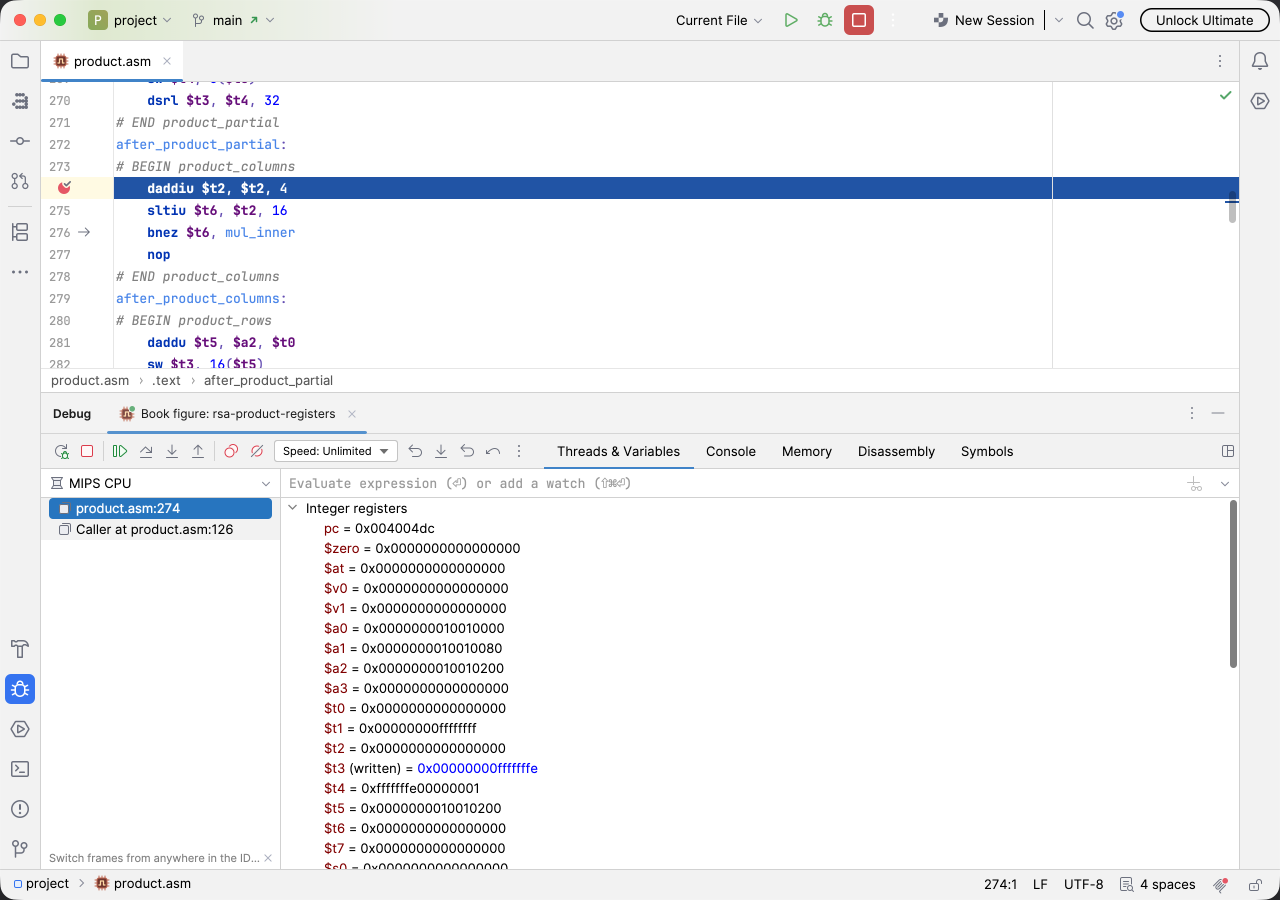 P project main Current File New Session Unlock Ultimate
product.asm
270 dsrl $t3, $t4, 32
271 # END product_partial
272 after_product_partial:
273 # BEGIN product_columns
daddiu $t2, $t2, 4
275 sltiu $t6, $t2, 16
276 bnez $t6, mul_inner
277 nop
278 # END product_columns
279 after_product_columns:
280 # BEGIN product_rows
281 daddu $t5, $a2, $t0
282 sw $t3, 16($t5)
product.asm › .text › after_product_partial
Debug Book figure: rsa-product-registers
Speed: Unlimited Threads & Variables Console Memory Disassembly Symbols
MIPS CPU
product.asm:274
Caller at product.asm:126
Switch frames from anywhere in the ID...
Evaluate expression (⏎) or add a watch (⇧⌘⏎)
Integer registers
pc = 0x004004dc
$zero = 0x0000000000000000
$at = 0x0000000000000000
$v0 = 0x0000000000000000
$v1 = 0x0000000000000000
$a0 = 0x0000000010010000
$a1 = 0x0000000010010080
$a2 = 0x0000000010010200
$a3 = 0x0000000000000000
$t0 = 0x0000000000000000
$t1 = 0x00000000ffffffff
$t2 = 0x0000000000000000
$t3 (written) = 0x00000000fffffffe
$t4 = 0xfffffffe00000001
$t5 = 0x0000000010010200
$t6 = 0x0000000000000000
$t7 = 0x0000000000000000
$s0 = 0x0000000000000000
project › product.asm 274:1 LF UTF-8 4 spaces